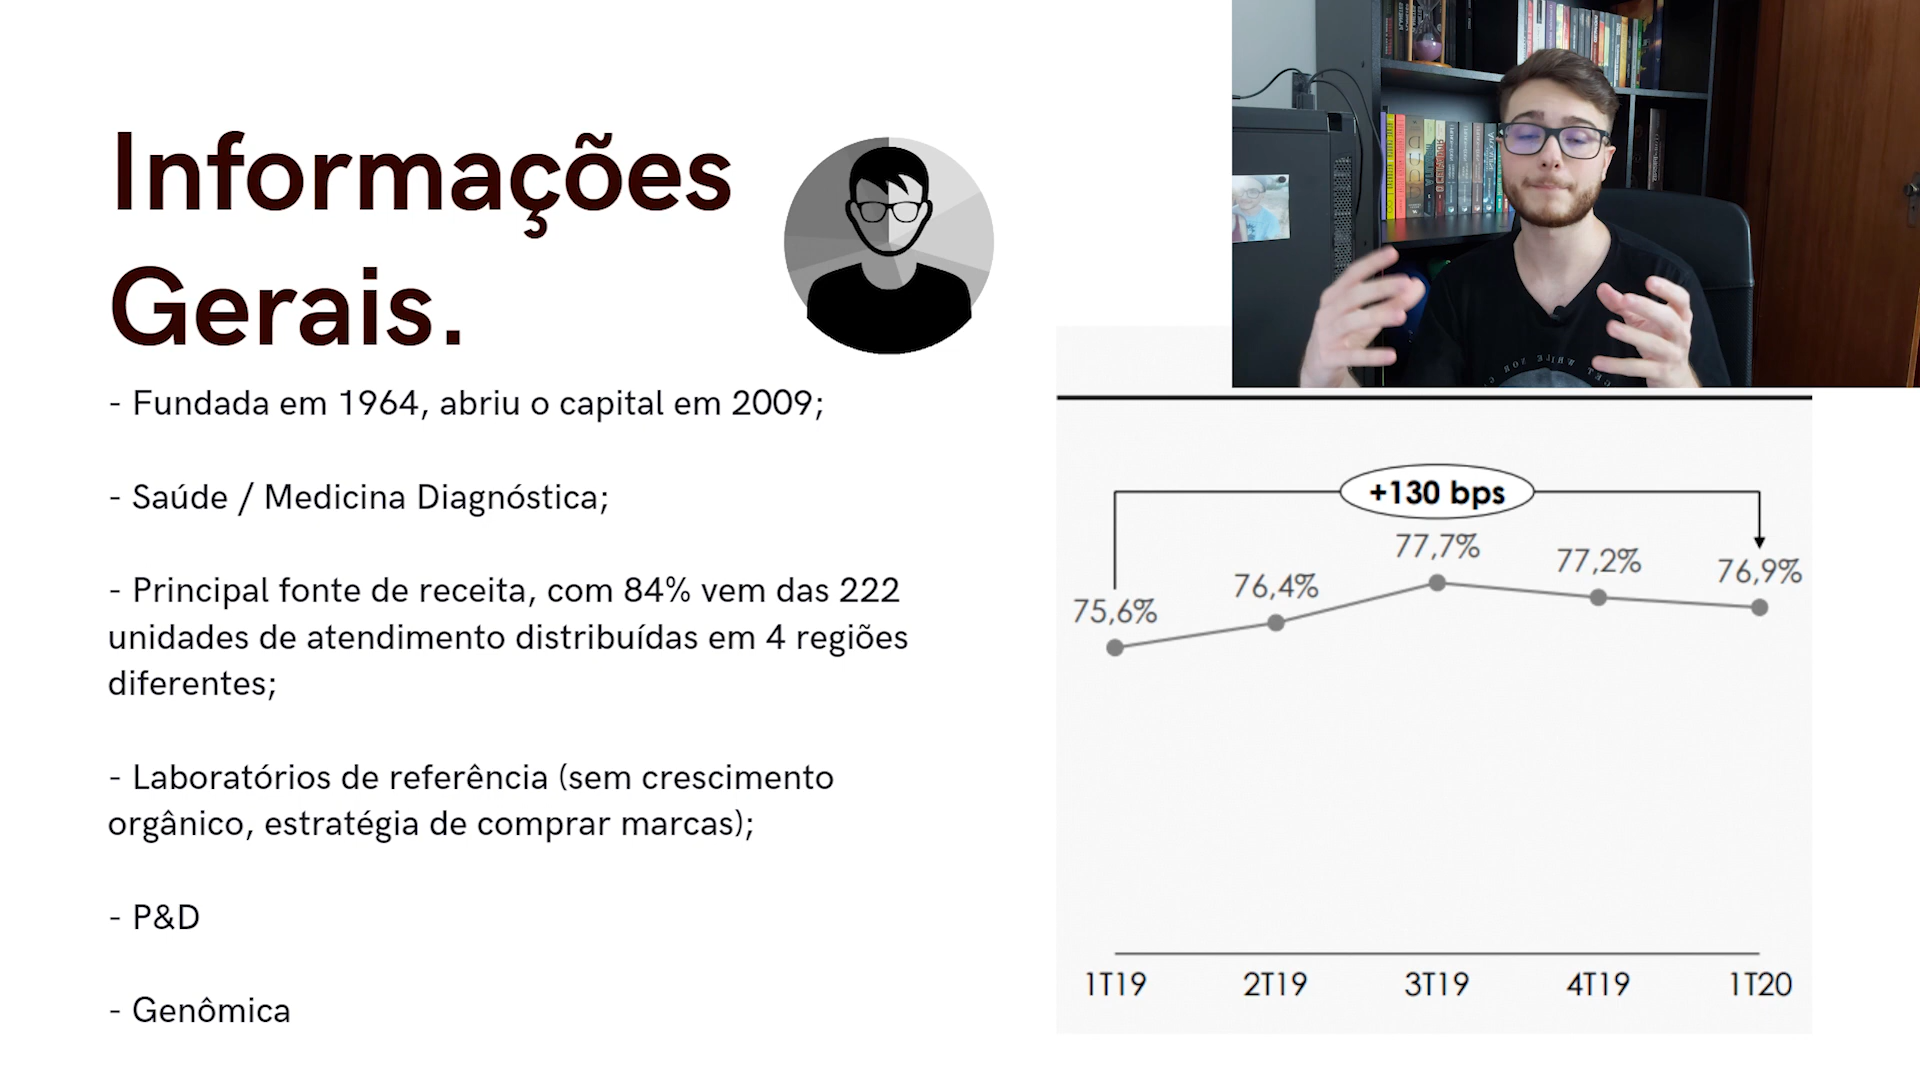 Informações
Gerais.
- Fundada em 1964, abriu o capital em 2009;
- Saúde / Medicina Diagnóstica;
- Principal fonte de receita, com 84% vem das 222
unidades de atendimento distribuídas em 4 regiões
diferentes;
- Laboratórios de referência (sem crescimento
orgânico, estratégia de comprar marcas);
- P&D
- Genômica
+130 bps
75,6%
76,4%
77,7%
77,2%
76,9%
1T19
2T19
3T19
4T19
1T20